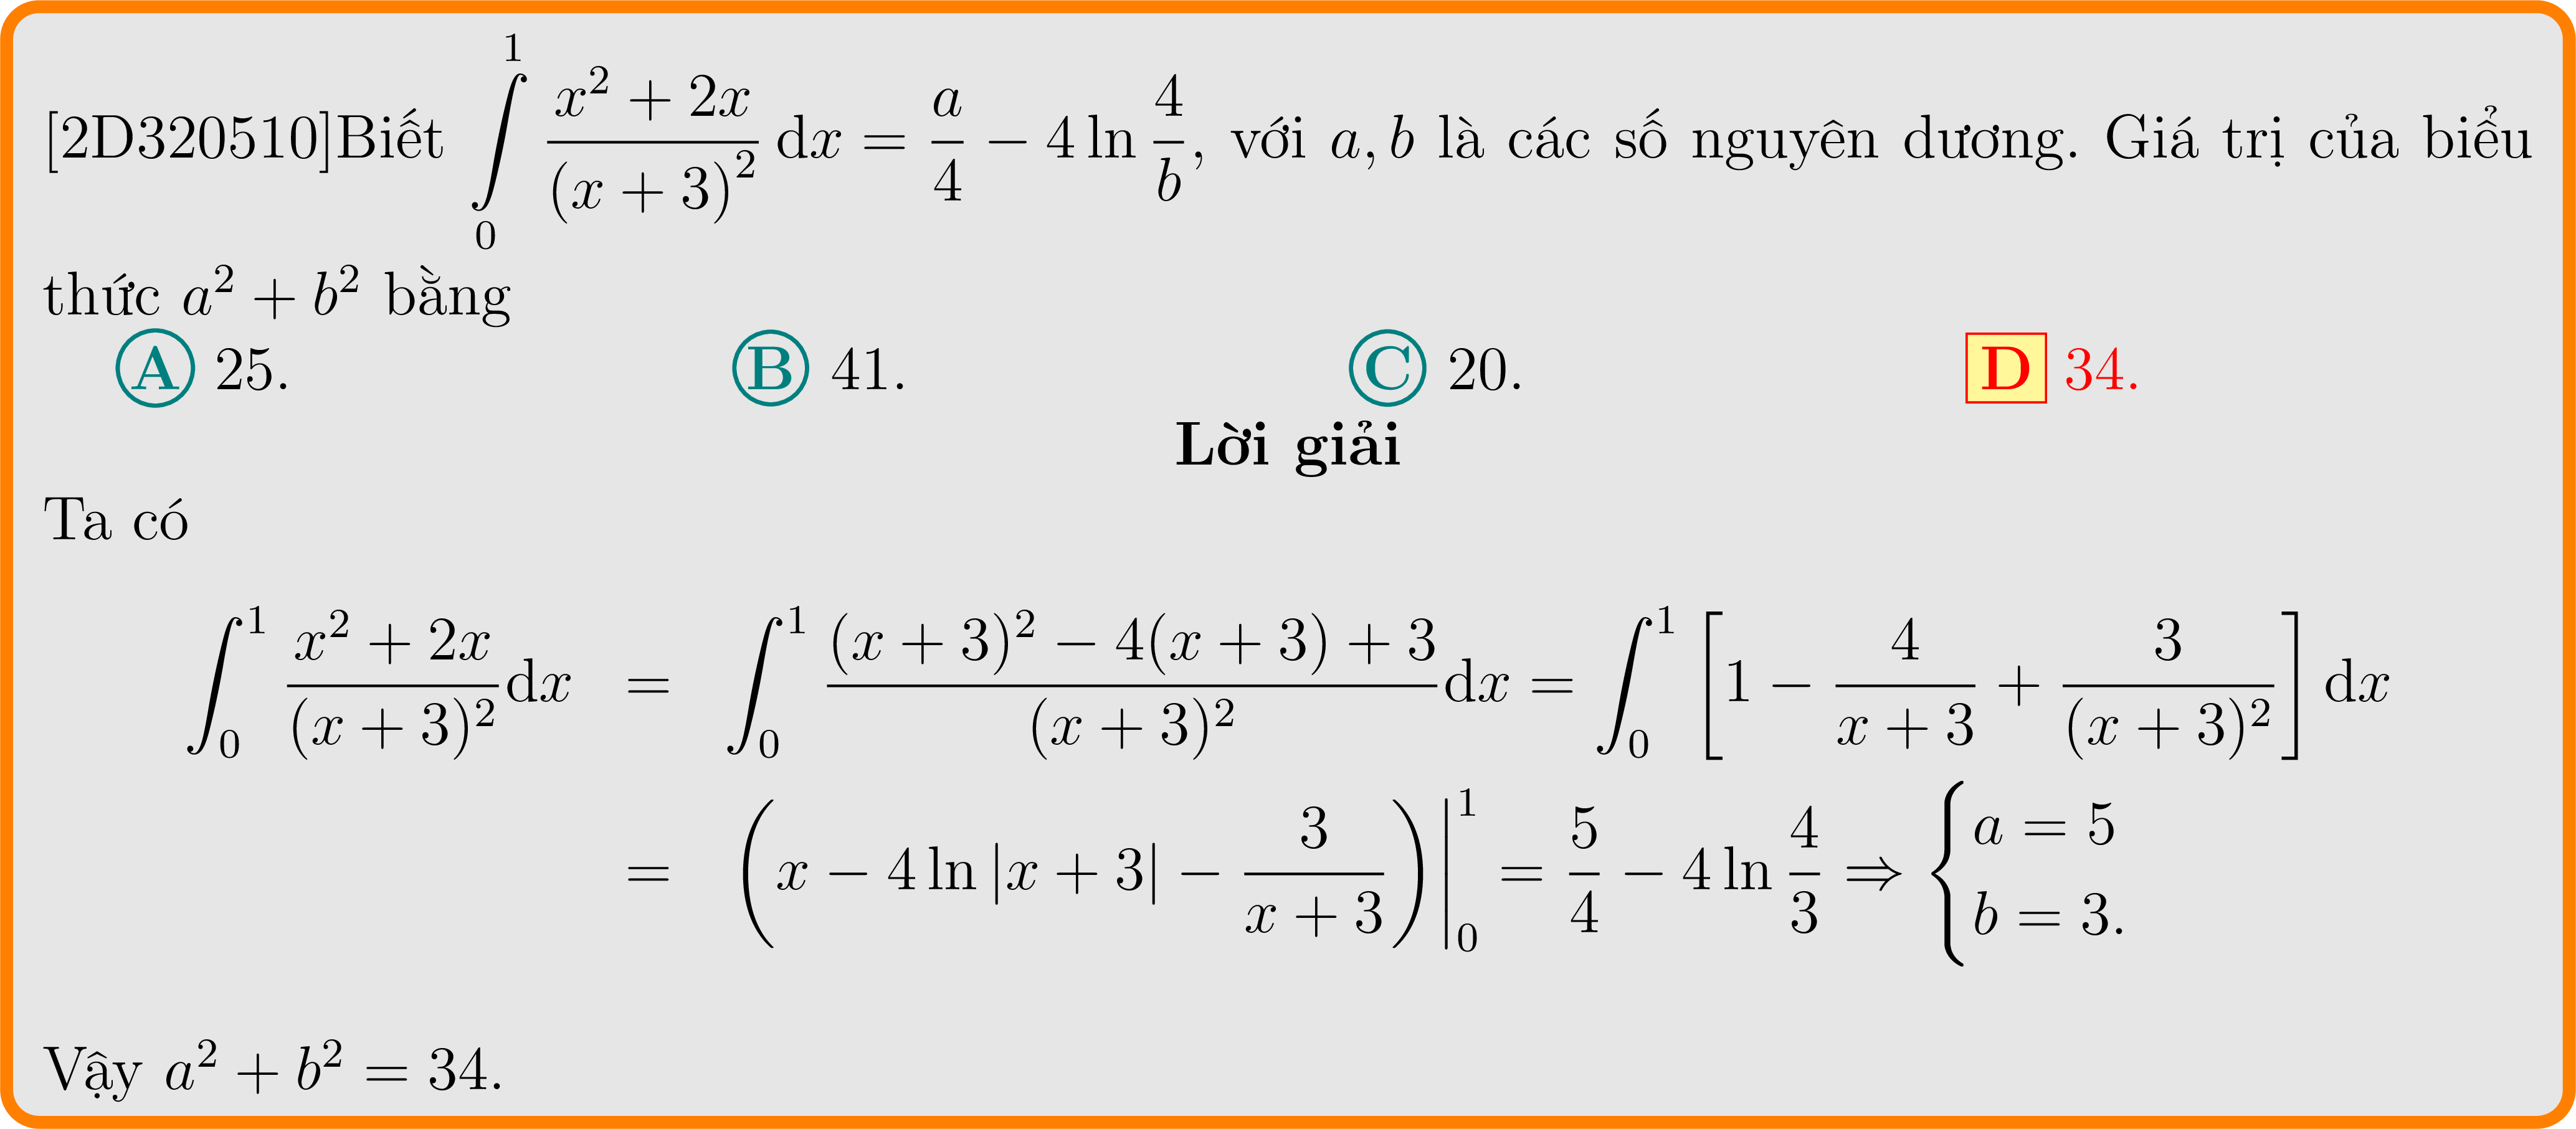 [2D320510]Biết $\int\limits_0^1 \frac{x^2+2x}{(x+3)^2}\,\mathrm{d}x = \frac{a}{4} - 4\ln\frac{4}{b}$, với $a, b$ là các số nguyên dương. Giá trị của biểu
thức $a^2+b^2$ bằng
A 25. B 41. C 20. D 34.
Lời giải
Ta có
$\int_0^1 \frac{x^2+2x}{(x+3)^2}\mathrm{d}x = \int_0^1 \frac{(x+3)^2-4(x+3)+3}{(x+3)^2}\mathrm{d}x = \int_0^1 \left[1-\frac{4}{x+3}+\frac{3}{(x+3)^2}\right]\mathrm{d}x$
$= \left(x-4\ln|x+3|-\frac{3}{x+3}\right)\Big|_0^1 = \frac{5}{4}-4\ln\frac{4}{3} \Rightarrow \begin{cases} a=5 \\ b=3. \end{cases}$
Vậy $a^2+b^2=34.$